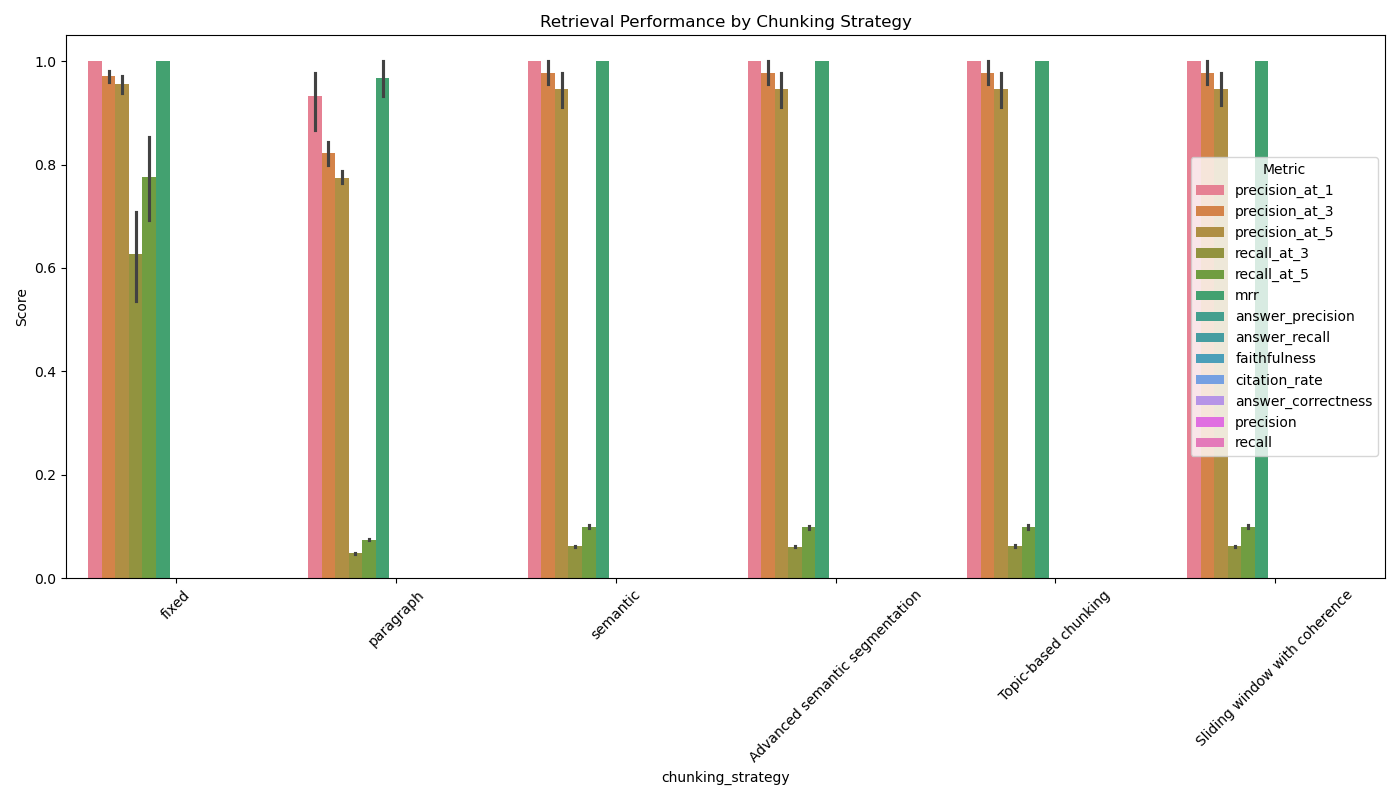 Retrieval Performance by Chunking Strategy
Score
1.0
0.8
0.6
0.4
0.2
0.0
Metric
precision_at_1
precision_at_3
precision_at_5
recall_at_3
recall_at_5
mrr
answer_precision
answer_recall
faithfulness
citation_rate
answer_correctness
precision
recall
fixed
paragraph
semantic
Advanced semantic segmentation
Topic-based chunking
Sliding window with coherence
chunking_strategy